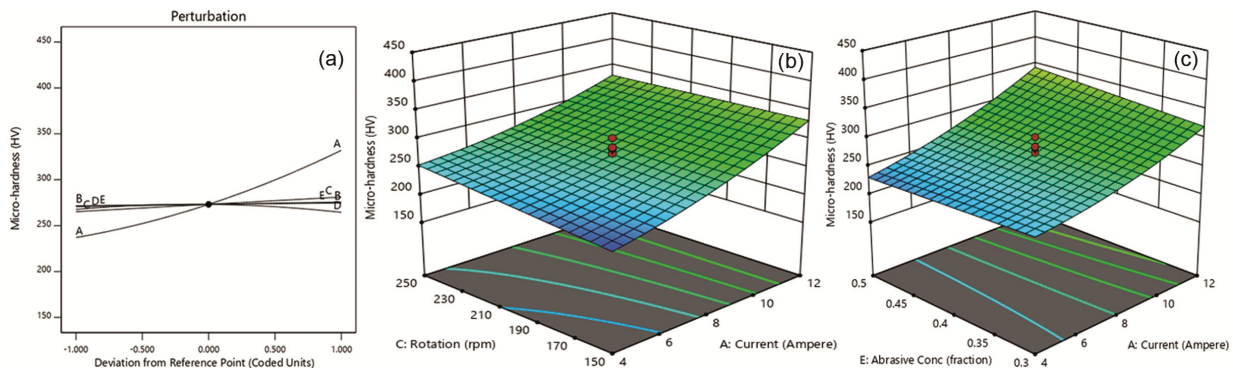 Perturbation
(a)
450
400
350
300
250
200
150
Micro-hardness (HV)
A
B
C
D
E
A
E
C
B
D
-1.000
-0.500
0.000
0.500
1.000
Deviation from Reference Point (Coded Units)
(b)
450
400
350
300
250
200
150
Micro-hardness (HV)
250
230
210
190
170
150
C: Rotation (rpm)
4
6
8
10
12
A: Current (Ampere)
(c)
450
400
350
300
250
200
150
Micro-hardness (HV)
0.5
0.45
0.4
0.35
0.3
E: Abrasive Conc (fraction)
4
6
8
10
12
A: Current (Ampere)